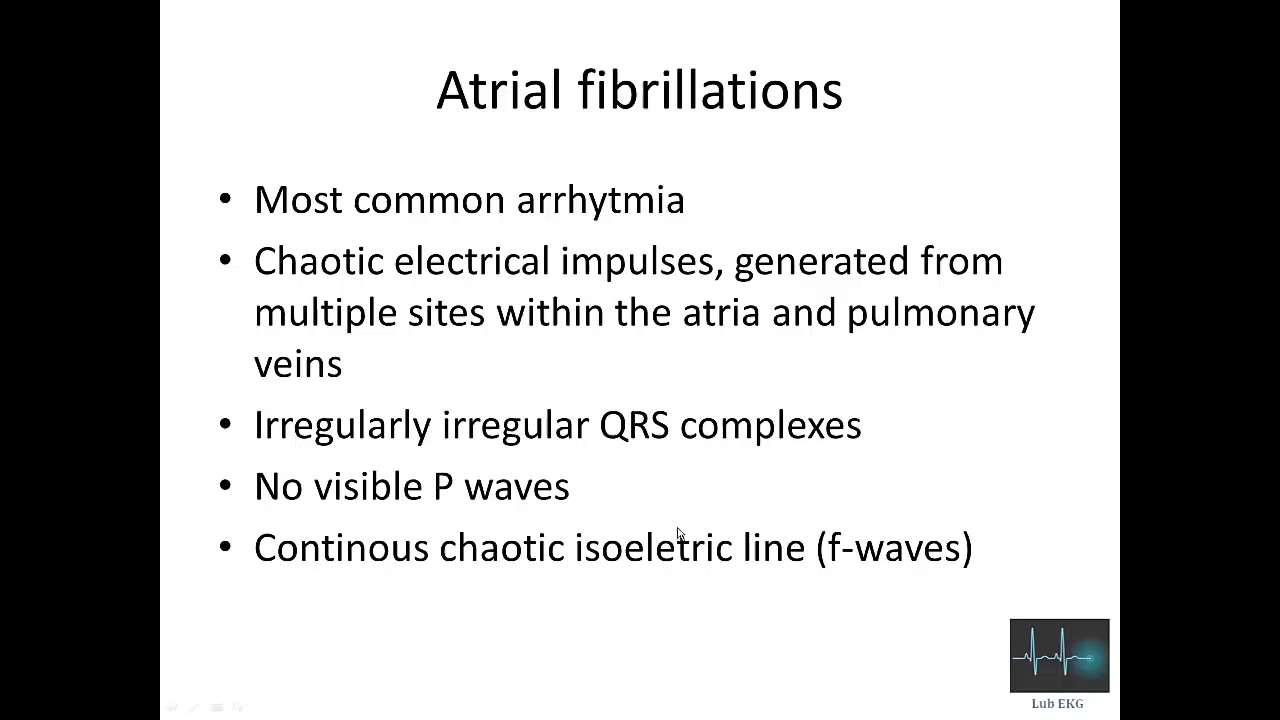 Atrial fibrillations
• Most common arrhytmia
• Chaotic electrical impulses, generated from
multiple sites within the atria and pulmonary
veins
• Irregularly irregular QRS complexes
• No visible P waves
• Continous chaotic isoeletric line (f-waves)
Lub EKG